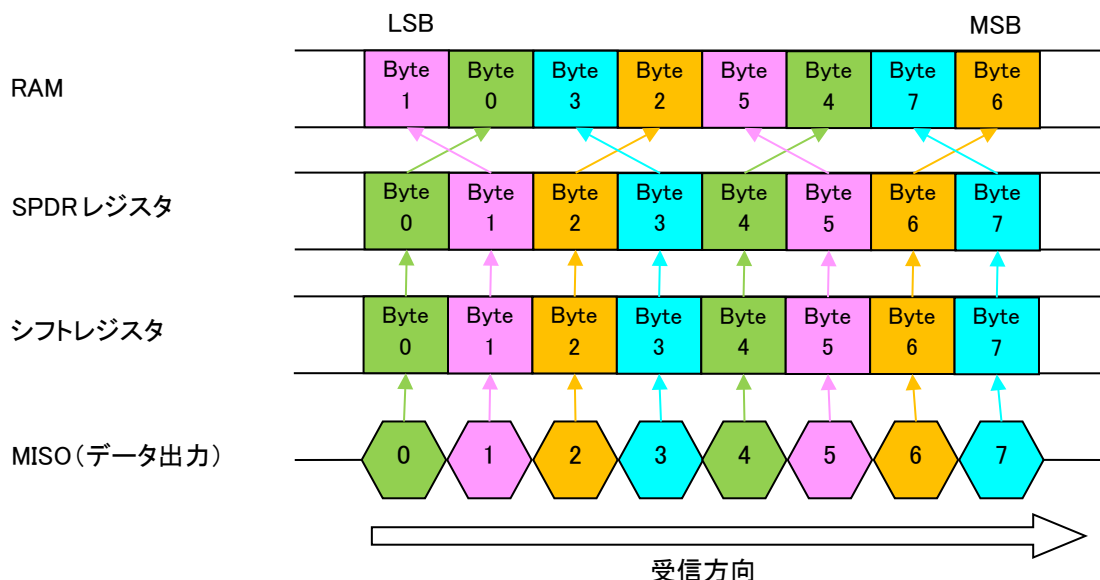 LSB MSB
RAM
Byte Byte Byte Byte Byte Byte Byte Byte
1 0 3 2 5 4 7 6
SPDRレジスタ
Byte Byte Byte Byte Byte Byte Byte Byte
0 1 2 3 4 5 6 7
シフトレジスタ
Byte Byte Byte Byte Byte Byte Byte Byte
0 1 2 3 4 5 6 7
MISO(データ出力)
0 1 2 3 4 5 6 7
受信方向